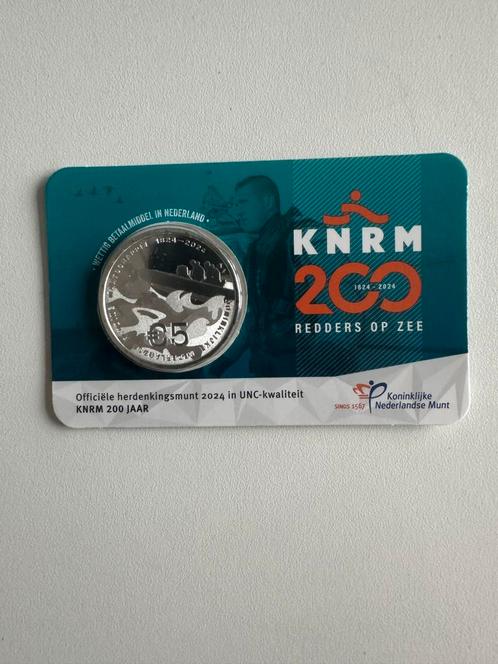 WETTIG BETAALMIDDEL IN NEDERLAND
1824-2024
€5
KNRM
200
1824 - 2024
REDDERS OP ZEE
Officiële herdenkingsmunt 2024 in UNC-kwaliteit
KNRM 200 JAAR
SINDS 1567
Koninklijke
Nederlandse Munt